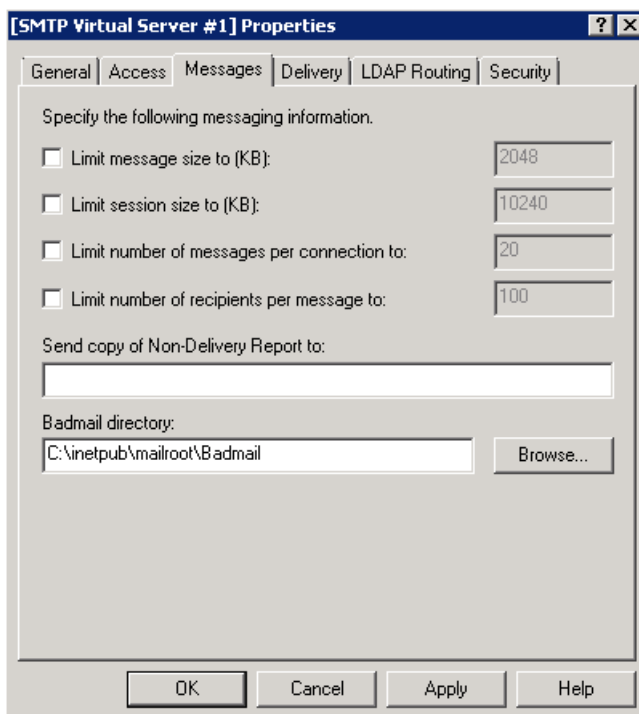 [SMTP Virtual Server #1] Properties
General Access Messages Delivery LDAP Routing Security
Specify the following messaging information.
Limit message size to (KB): 2048
Limit session size to (KB): 10240
Limit number of messages per connection to: 20
Limit number of recipients per message to: 100
Send copy of Non-Delivery Report to:
Badmail directory:
C:\inetpub\mailroot\Badmail Browse...
OK Cancel Apply Help